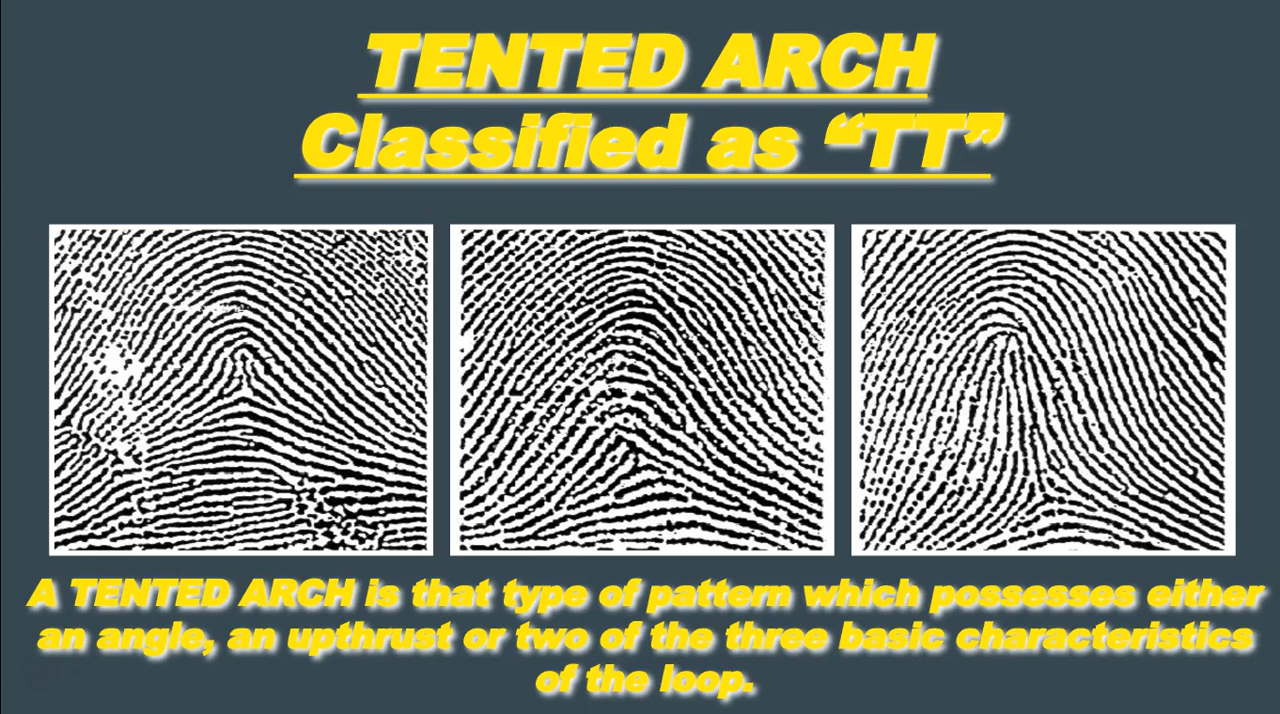 TENTED ARCH
Classified as “TT”
A TENTED ARCH is that type of pattern which possesses either
an angle, an upthrust or two of the three basic characteristics
of the loop.